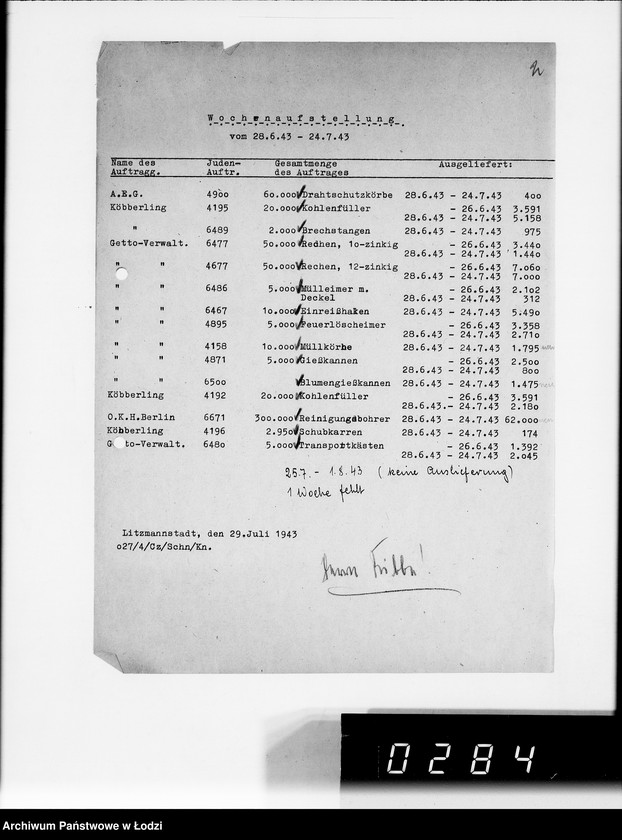 W o c h e n a u f s t e l l u n g
vom 28.6.43 - 24.7.43
Name des Auftragg. Juden-Auftr. Gesamtmenge des Auftrages Ausgeliefert:
A.E.G. 4900 60.000 Drahtschutzkörbe 28.6.43 - 24.7.43 400
Köbberling 4195 20.000 Kohlenfüller - 26.6.43 3.591
28.6.43 - 24.7.43 5.158
" 6489 2.000 Brechstangen 28.6.43 - 24.7.43 975
Getto-Verwalt. 6477 50.000 Rechen, 10-zinkig - 26.6.43 3.440
28.6.43 - 24.7.43 1.440
" " 4677 50.000 Rechen, 12-zinkig - 26.6.43 7.060
28.6.43 - 24.7.43 7.000
" " 6486 5.000 Mülleimer m. - 26.6.43 2.102
Deckel 28.6.43 - 24.7.43 312
" " 6467 10.000 Einreißhaken 28.6.43 - 24.7.43 5.490
" " 4895 5.000 Feuerlöscheimer - 26.6.43 3.358
28.6.43 - 24.7.43 2.710
" " 4158 10.000 Müllkörbe 28.6.43 - 24.7.43 1.795
" " 4871 5.000 Gießkannen - 26.6.43 2.500
28.6.43 - 24.7.43 800
" " 6500 Blumengießkannen 28.6.43 - 24.7.43 1.475
Köbberling 4192 20.000 Kohlenfüller - 26.6.43 3.591
28.6.43.- 24.7.43 2.180
O.K.H.Berlin 6671 300.000 Reinigungsbohrer 28.6.43 - 24.7.43 62.000
Köbberling 4196 2.950 Schubkarren 28.6.43 - 24.7.43 174
G to-Verwalt. 6480 5.000 Transportkästen - 26.6.43 1.392
28.6.43 - 24.7.43 2.045
25.7. - 1.8.43 (keine Auslieferung)
1 Woche fehlt
Litzmannstadt, den 29.Juli 1943
027/4/Cz/Schn/Kn.
Herrn
0284
Archiwum Państwowe w Łodzi